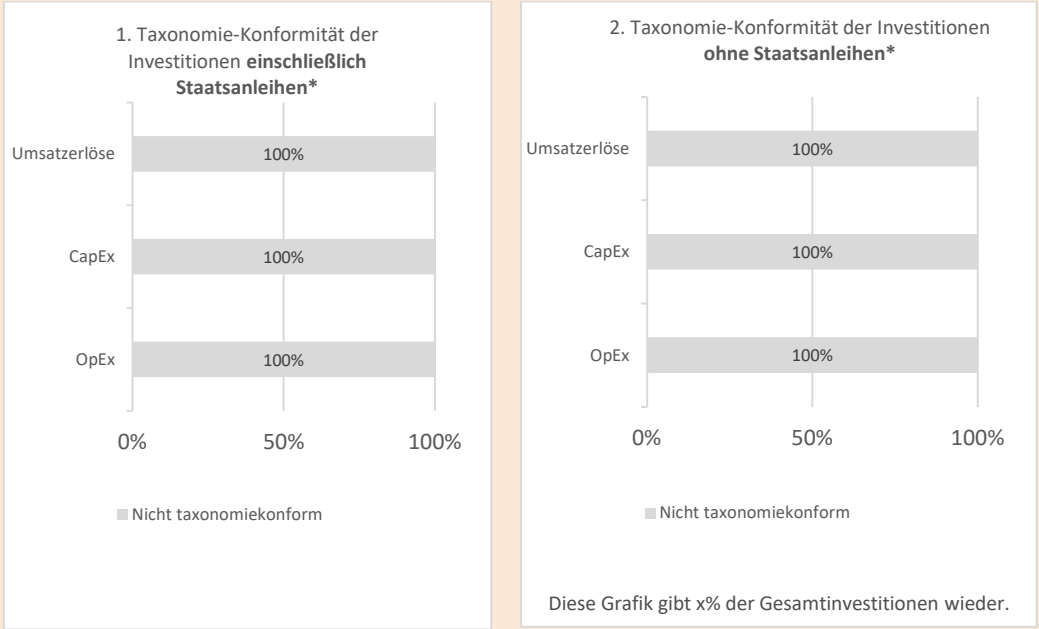 1. Taxonomie-Konformität der
Investitionen einschließlich
Staatsanleihen*
Umsatzerlöse
100%
CapEx
100%
OpEx
100%
0%
50%
100%
Nicht taxonomiekonform
2. Taxonomie-Konformität der Investitionen
ohne Staatsanleihen*
Umsatzerlöse
100%
CapEx
100%
OpEx
100%
0%
50%
100%
Nicht taxonomiekonform
Diese Grafik gibt x% der Gesamtinvestitionen wieder.